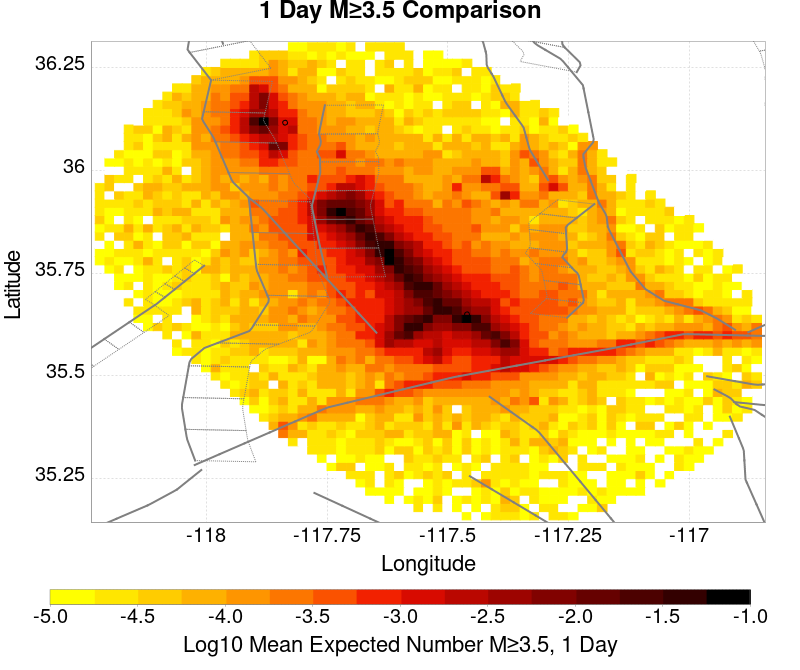 1 Day M≥3.5 Comparison
36.25
36
35.75
35.5
35.25
Latitude
-118 -117.75 -117.5 -117.25 -117
Longitude
-5.0 -4.5 -4.0 -3.5 -3.0 -2.5 -2.0 -1.5 -1.0
Log10 Mean Expected Number M≥3.5, 1 Day